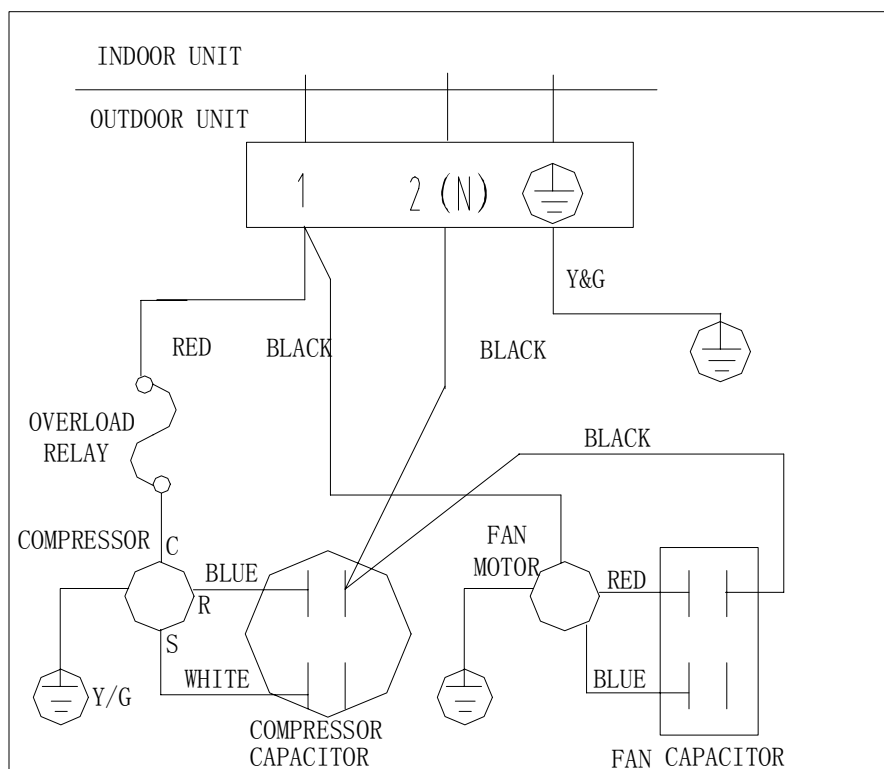 INDOOR UNIT
OUTDOOR UNIT
1
2 (N)
Y&G
RED
BLACK
BLACK
OVERLOAD
RELAY
BLACK
COMPRESSOR
C
FAN
MOTOR
BLUE
RED
R
S
WHITE
BLUE
Y/G
COMPRESSOR
CAPACITOR
FAN CAPACITOR